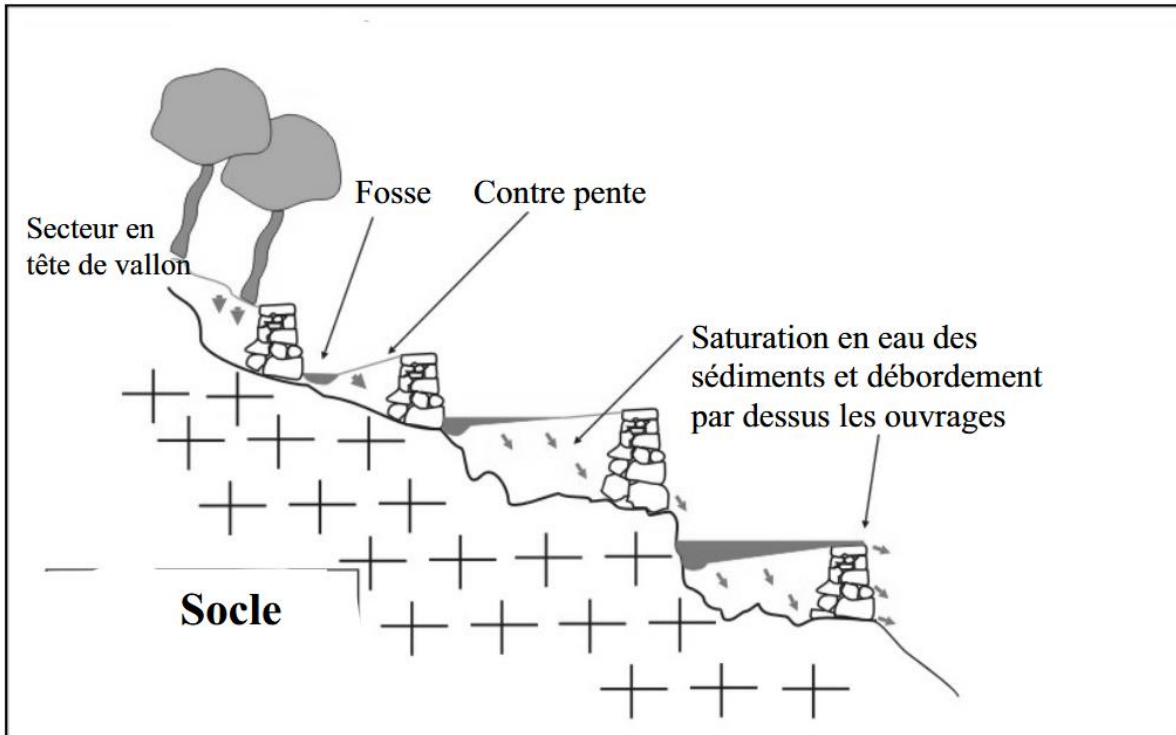 Fosse
Contre pente
Secteur en
tête de vallon
Saturation en eau des
sédiments et débordement
par dessus les ouvrages
Socle